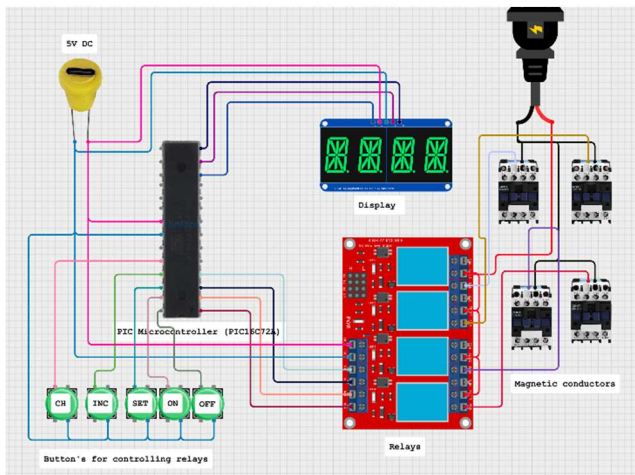 5V DC
Display
PIC Microcontroller (PIC16C72A)
CH
INC
SET
ON
OFF
Magnetic conductors
Relays
Button's for controlling relays